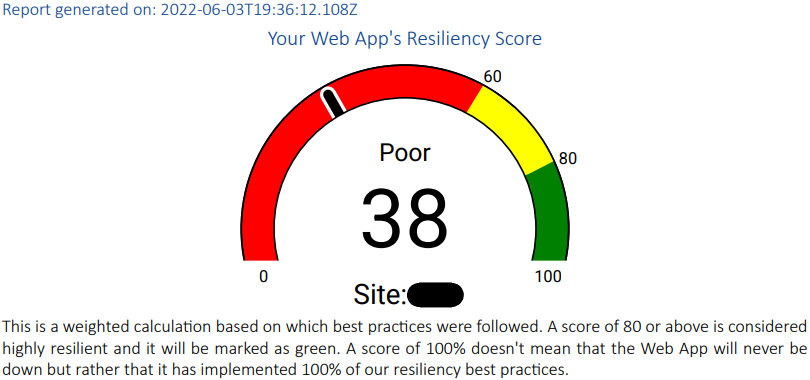 Report generated on: 2022-06-03T19:36:12.108Z
Your Web App's Resiliency Score
60
80
Poor
38
0
100
Site:
This is a weighted calculation based on which best practices were followed. A score of 80 or above is considered
highly resilient and it will be marked as green. A score of 100% doesn't mean that the Web App will never be
down but rather that it has implemented 100% of our resiliency best practices.